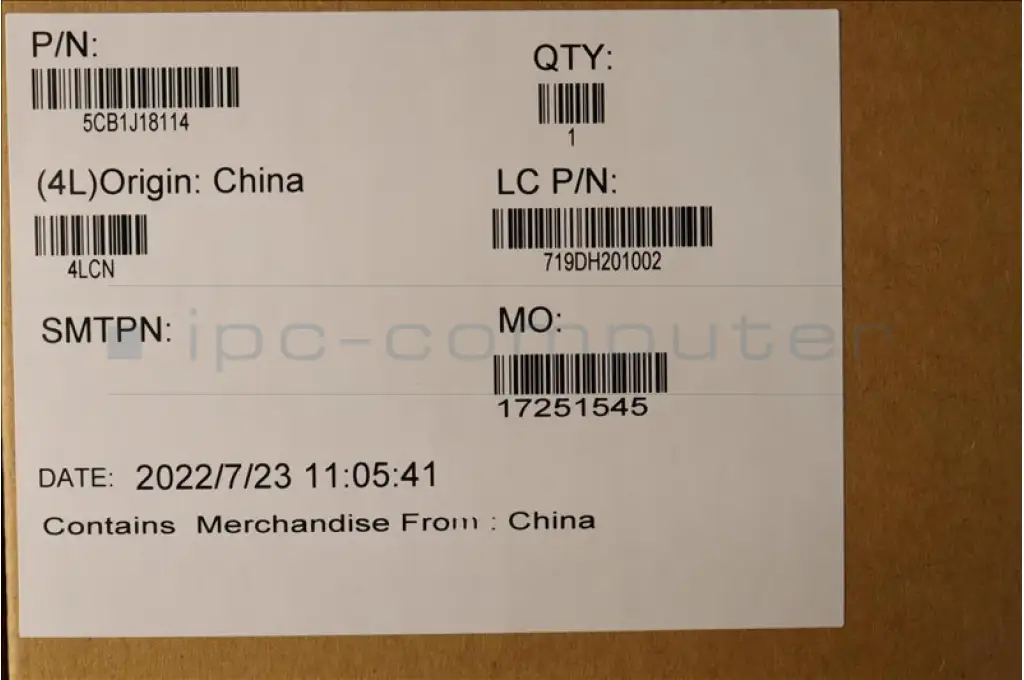 P/N:
5CB1J18114
QTY:
1
(4L)Origin: China
4LCN
LC P/N:
719DH201002
SMTPN:
MO:
17251545
ipc-computer
DATE: 2022/7/23 11:05:41
Contains Merchandise From : China